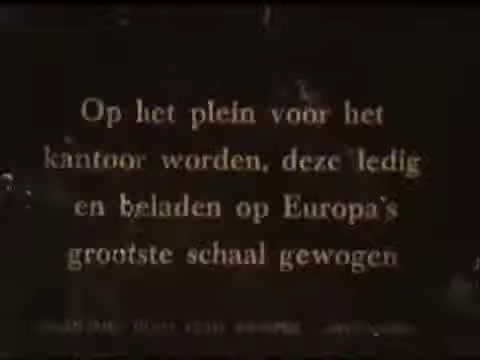 Op het plein voor het
kantoor worden, deze ledig
en beladen op Europa's
grootste schaal gewogen